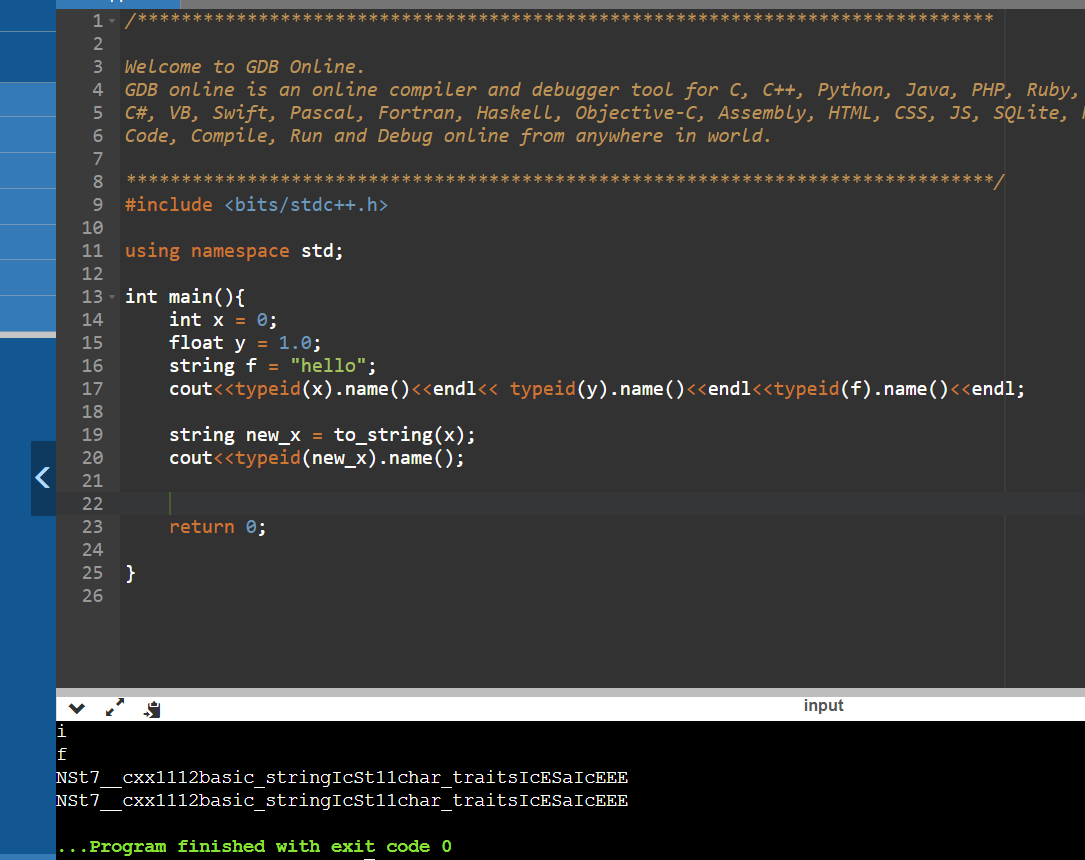 1 /******************************************************************************
2
3 Welcome to GDB Online.
4 GDB online is an online compiler and debugger tool for C, C++, Python, Java, PHP, Ruby,
5 C#, VB, Swift, Pascal, Fortran, Haskell, Objective-C, Assembly, HTML, CSS, JS, SQLite,
6 Code, Compile, Run and Debug online from anywhere in world.
7
8 *******************************************************************************/
9 #include <bits/stdc++.h>
10
11 using namespace std;
12
13 int main(){
14 int x = 0;
15 float y = 1.0;
16 string f = "hello";
17 cout<<typeid(x).name()<<endl<< typeid(y).name()<<endl<<typeid(f).name()<<endl;
18
19 string new_x = to_string(x);
20 cout<<typeid(new_x).name();
21
22
23 return 0;
24
25 }
26
input
i
f
NSt7__cxx1112basic_stringIcSt11char_traitsIcESaIcEEE
NSt7__cxx1112basic_stringIcSt11char_traitsIcESaIcEEE
...Program finished with exit code 0